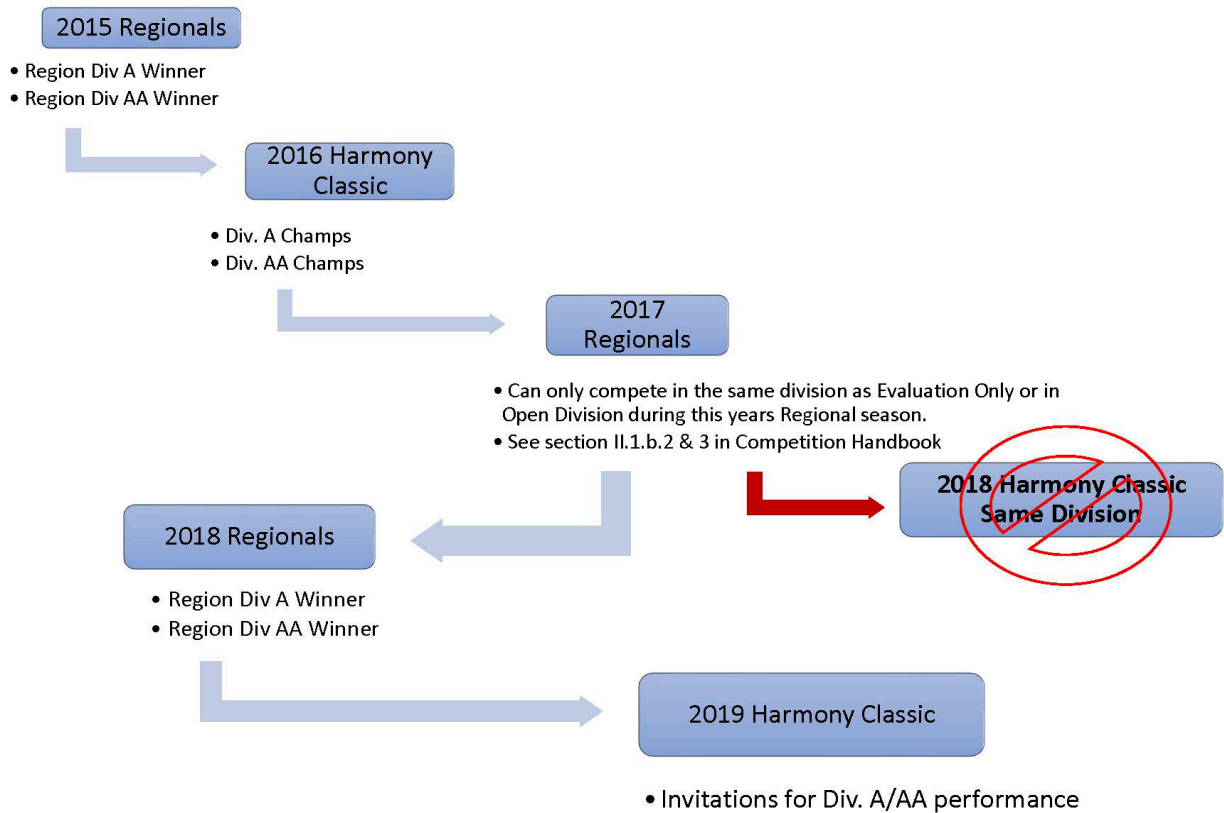 2015 Regionals
• Region Div A Winner
• Region Div AA Winner
2016 Harmony
Classic
• Div. A Champs
• Div. AA Champs
2017
Regionals
• Can only compete in the same division as Evaluation Only or in
Open Division during this years Regional season.
• See section II.1.b.2 & 3 in Competition Handbook
2018 Harmony Classic
Same Division
2018 Regionals
• Region Div A Winner
• Region Div AA Winner
2019 Harmony Classic
• Invitations for Div. A/AA performance